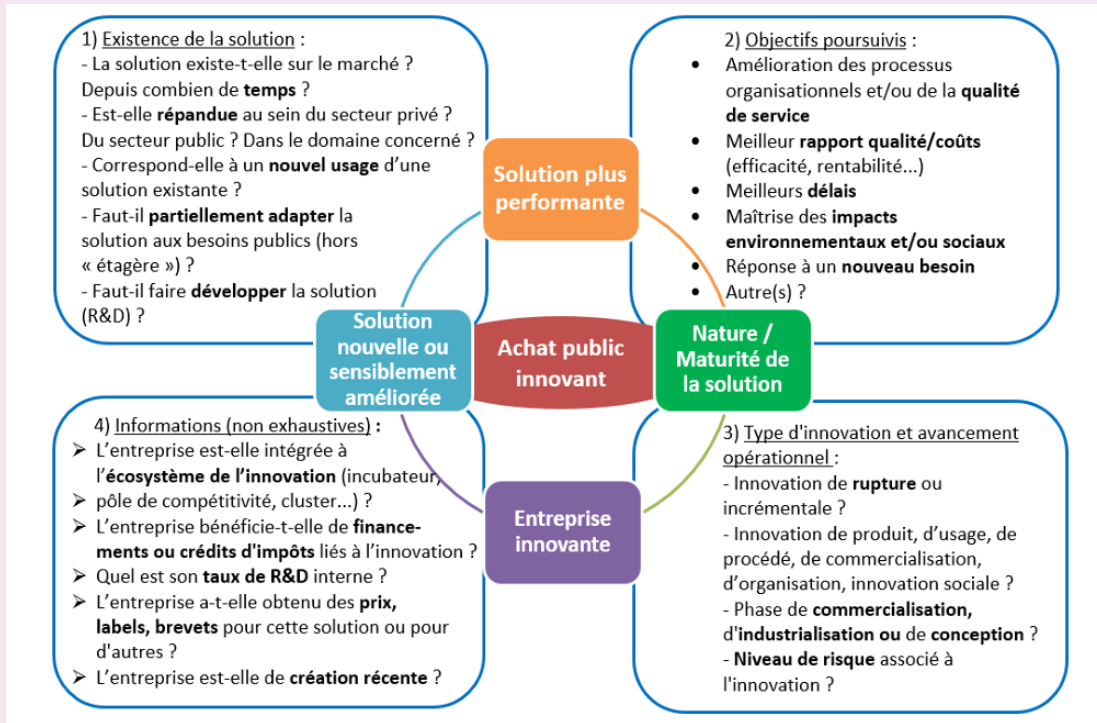 1) Existence de la solution :
- La solution existe-t-elle sur le marché ?
Depuis combien de temps ?
- Est-elle répandue au sein du secteur privé ?
Du secteur public ? Dans le domaine concerné ?
- Correspond-elle à un nouvel usage d’une
solution existante ?
- Faut-il partiellement adapter la
solution aux besoins publics (hors
« étagère ») ?
- Faut-il faire développer la solution
(R&D) ?
2) Objectifs poursuivis :
• Amélioration des processus
organisationnels et/ou de la qualité
de service
• Meilleur rapport qualité/coûts
(efficacité, rentabilité...)
• Meilleurs délais
• Maîtrise des impacts
environnementaux et/ou sociaux
• Réponse à un nouveau besoin
• Autre(s) ?
Solution plus
performante
Solution
nouvelle ou
sensiblement
améliorée
Achat public
innovant
Nature /
Maturité de
la solution
Entreprise
innovante
4) Informations (non exhaustives) :
➤ L’entreprise est-elle intégrée à
l’écosystème de l’innovation (incubateur,
➤ pôle de compétitivité, cluster...) ?
➤ L’entreprise bénéficie-t-elle de finance-
ments ou crédits d'impôts liés à l’innovation ?
➤ Quel est son taux de R&D interne ?
➤ L’entreprise a-t-elle obtenu des prix,
labels, brevets pour cette solution ou pour
d'autres ?
➤ L’entreprise est-elle de création récente ?
3) Type d'innovation et avancement
opérationnel :
- Innovation de rupture ou
incrémentale ?
- Innovation de produit, d’usage, de
procédé, de commercialisation,
d’organisation, innovation sociale ?
- Phase de commercialisation,
d'industrialisation ou de conception ?
- Niveau de risque associé à
l'innovation ?